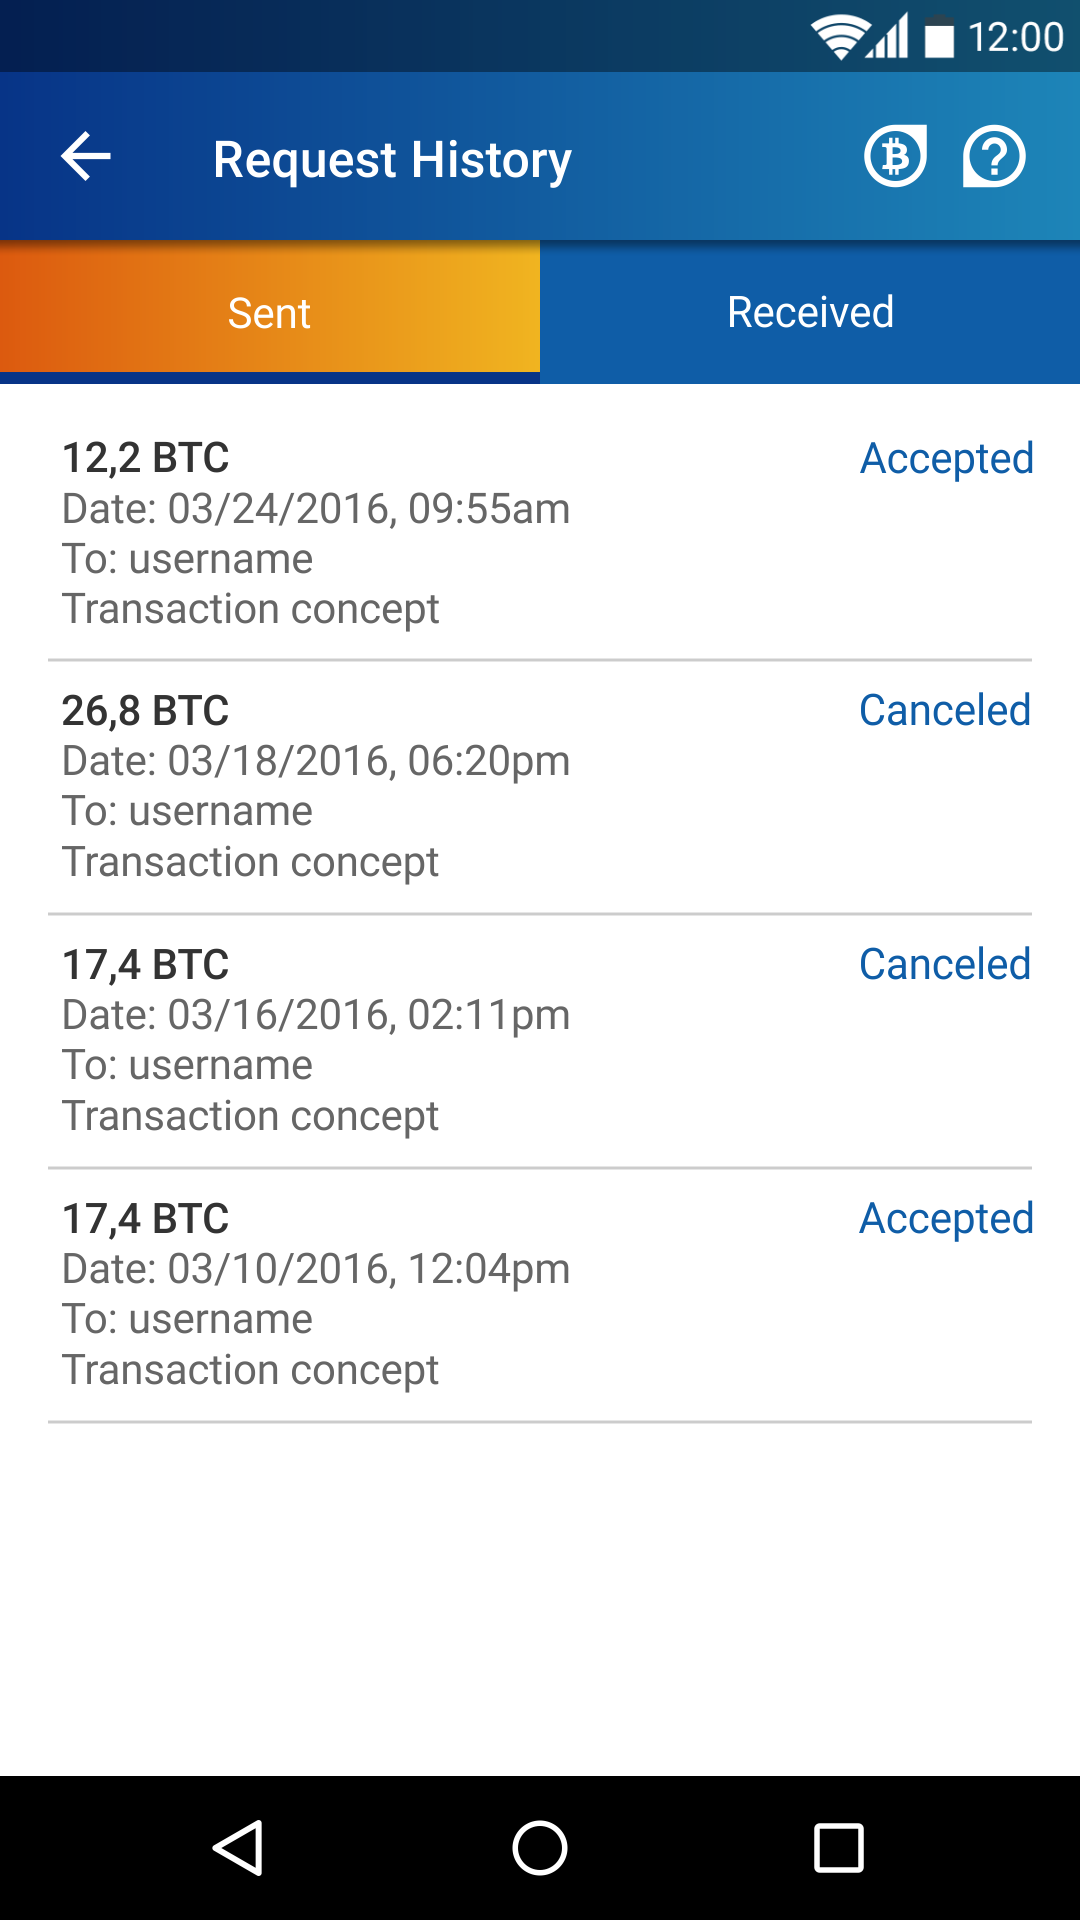 12:00
Request History
Sent
Received
12,2 BTC
Accepted
Date: 03/24/2016, 09:55am
To: username
Transaction concept
26,8 BTC
Canceled
Date: 03/18/2016, 06:20pm
To: username
Transaction concept
17,4 BTC
Canceled
Date: 03/16/2016, 02:11pm
To: username
Transaction concept
17,4 BTC
Accepted
Date: 03/10/2016, 12:04pm
To: username
Transaction concept